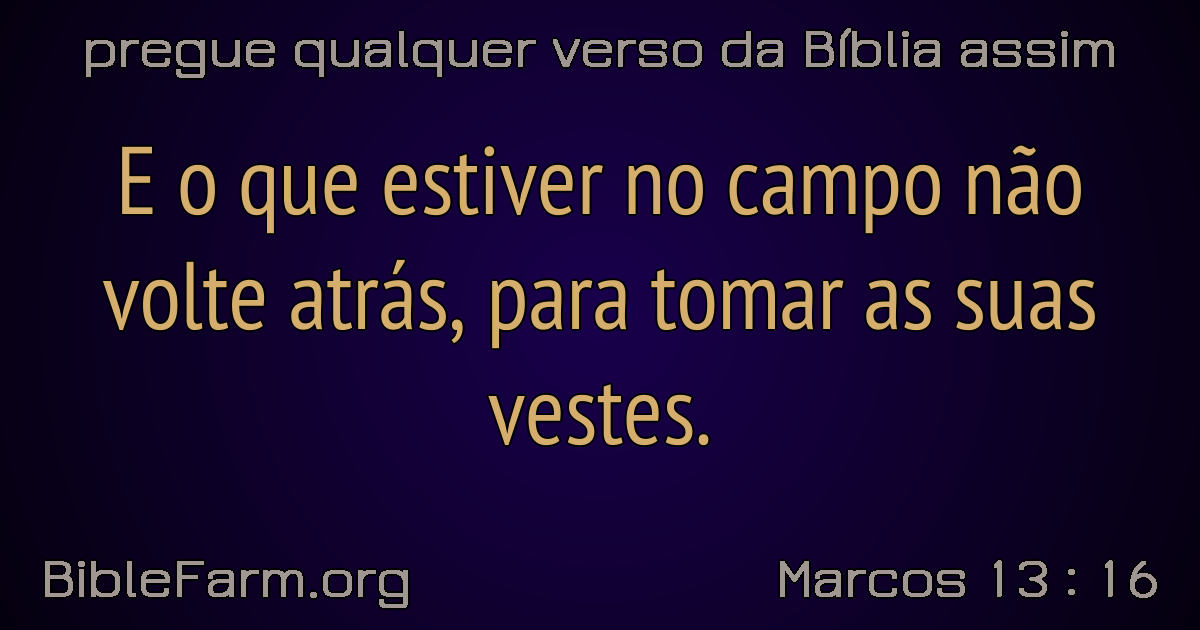 pregue qualquer verso da Bíblia assim
E o que estiver no campo não
volte atrás, para tomar as suas
vestes.
BibleFarm.org
Marcos 13 : 16